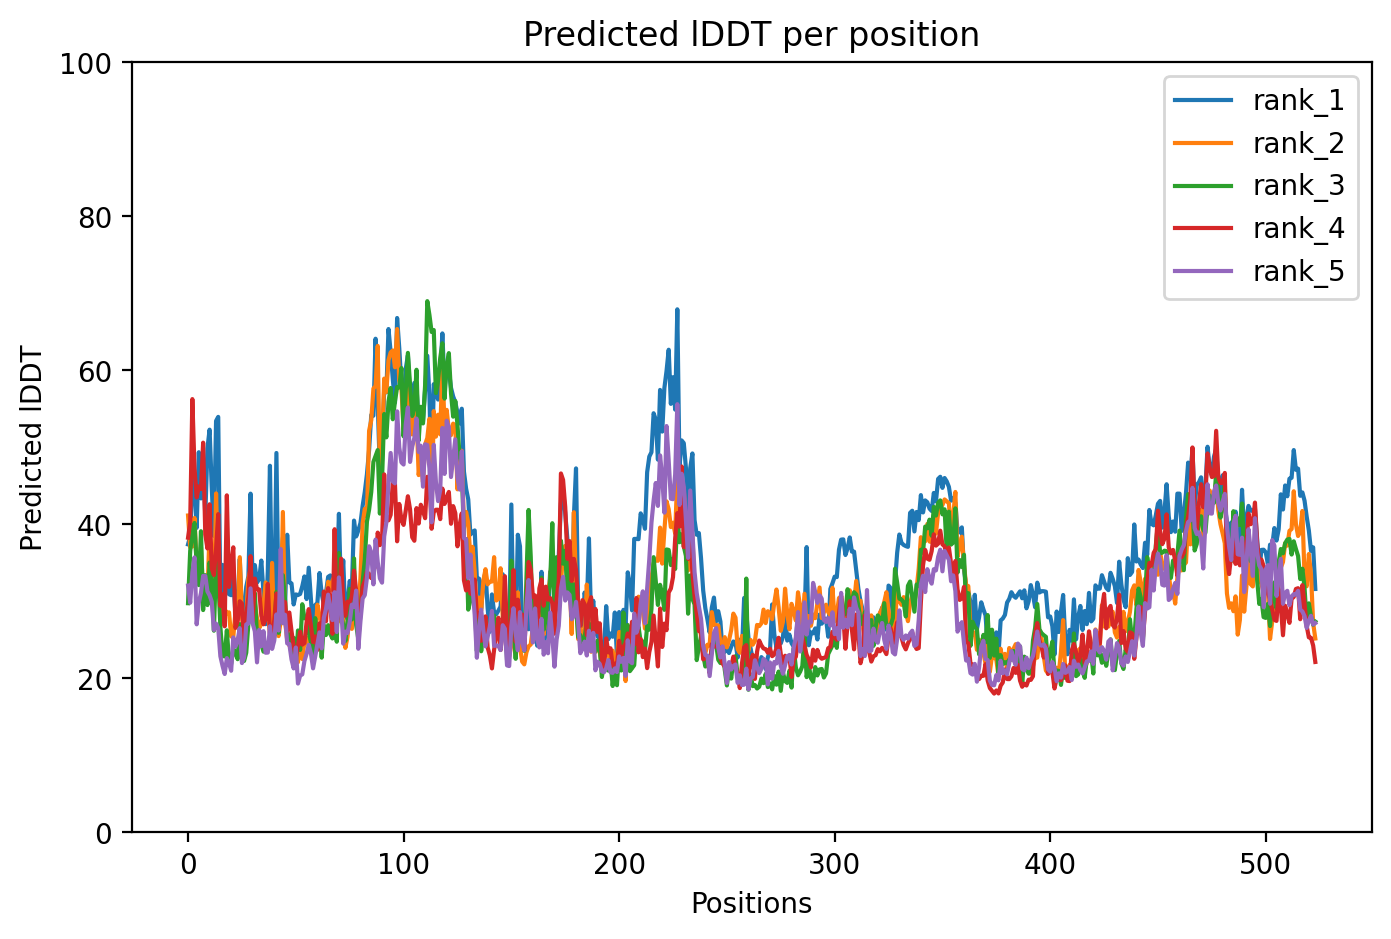 Predicted lDDT per position
100
80
60
40
20
0
Predicted lDDT
0 100 200 300 400 500
Positions
rank_1
rank_2
rank_3
rank_4
rank_5